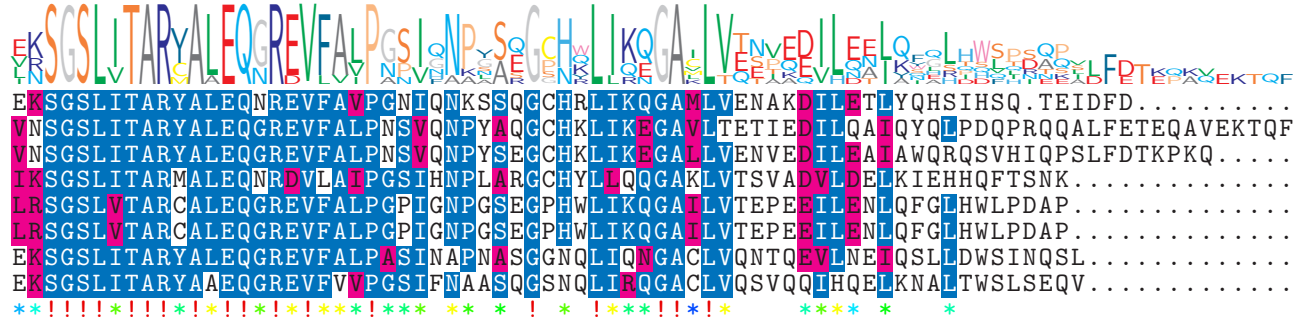 EKSGSLITARYALEQNREVFAVPGNIQNKSSQGCHRLIKQGAMLVENAKDILETLYQHSIHSQ.TEIDFD..........
VNSGSLITARYALEQGREVFALPNSVQNPYAQGCHKLIKEGAVLTETIEDILQAIQYQLPDQPRQQALFETEQAVEKTQF
VNSGSLITARYALEQGREVFALPNSVQNPYSEGCHKLIKEGALLVENVEDILEAIAWQRQSVHIQPSLFDTKPKQ.....
IKSGSLITARMALEQNRDVLAIPGSIHNPLARGCHYLLQQGAKLVTSVADVLDELKIEHHQFTSNK..............
LRSGSLVTARCALEQGREVFALPGPIGNPGSEGPHWLIKQGAILVTEPEEILENLQFGLHWLPDAP..............
LRSGSLVTARCALEQGREVFALPGPIGNPGSEGPHWLIKQGAILVTEPEEILENLQFGLHWLPDAP..............
EKSGSLITARYALEQGREVFALPASINAPNASGGNQLIQNGACLVQNTQEVLNEIQSLLDWSINQSL.............
EKSGSLITARYAAEQGREVFVVPGSIFNAASQGSNQLIRQGACLVQSVQQIHQELKNALTWSLSEQV.............
**!!!!*!!!*!*!!*!*!***!*** ** * ! * !***!!*!*    **** *   *